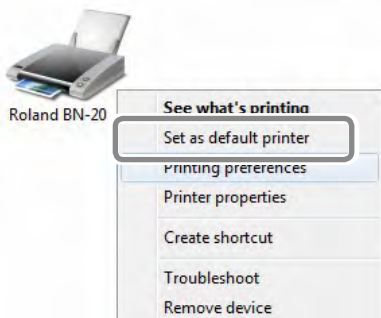 Roland BN-20
See what's printing
Set as default printer
Printing preferences
Printer properties
Create shortcut
Troubleshoot
Remove device